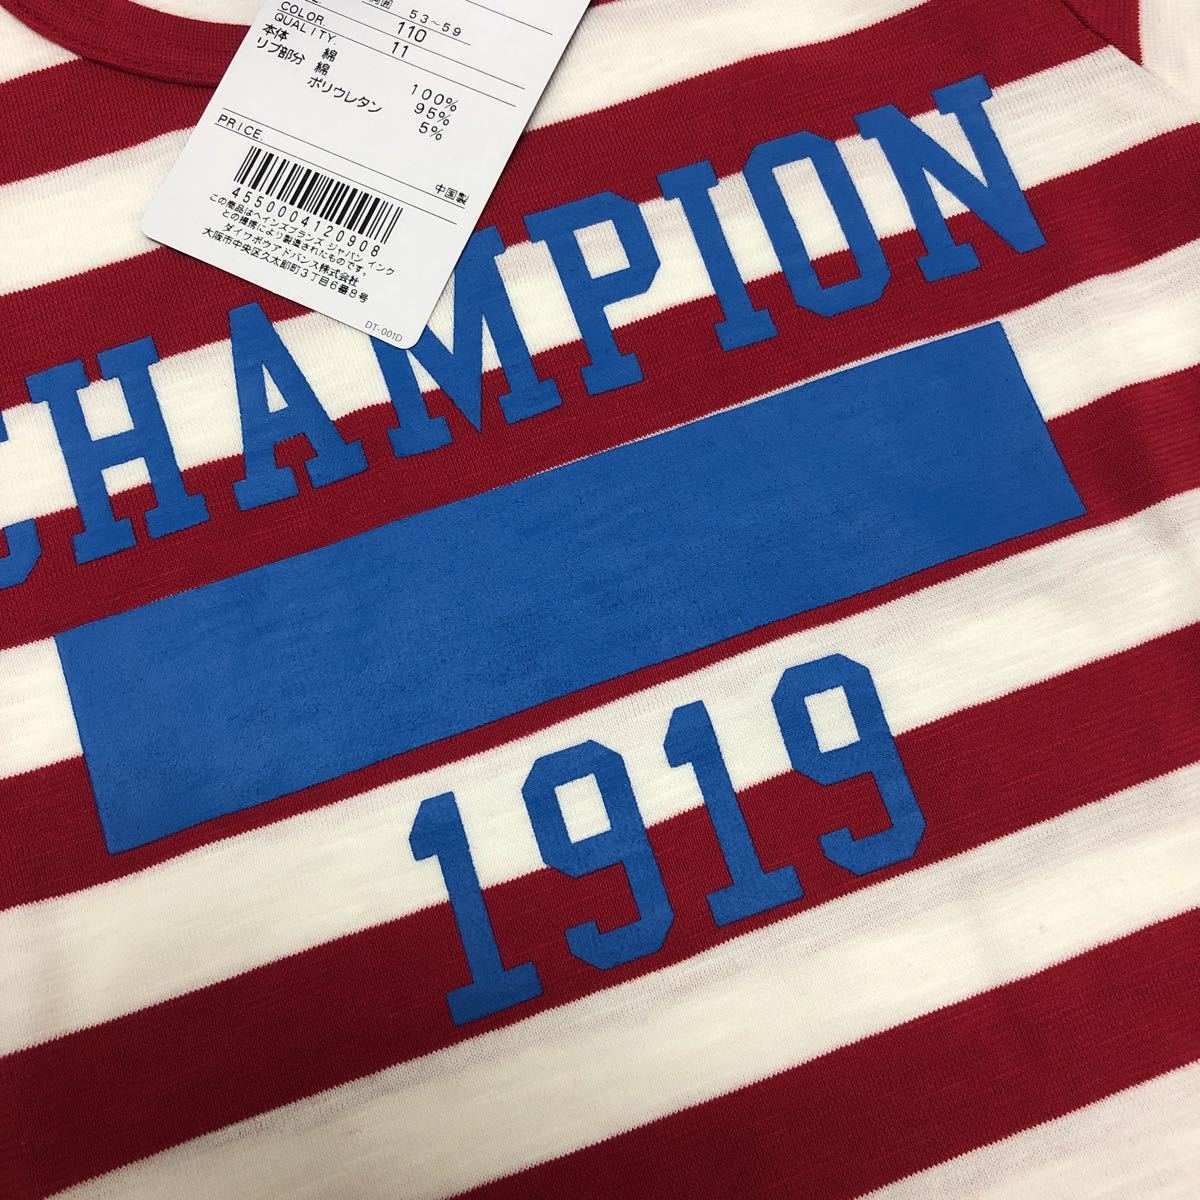 53~59
COLOR. 110
QUALITY. 11
本体 綿 100%
リブ部分 綿 95%
ポリウレタン 5%
PRICE.
中国製
4550004120908
この商品はヘインズブランズ ジャパン インク
との提携により製造されたものです。
ダイワボウアドバンス株式会社
大阪市中央区久太郎町3丁目6番8号
DT-001D
CHAMPION
1919